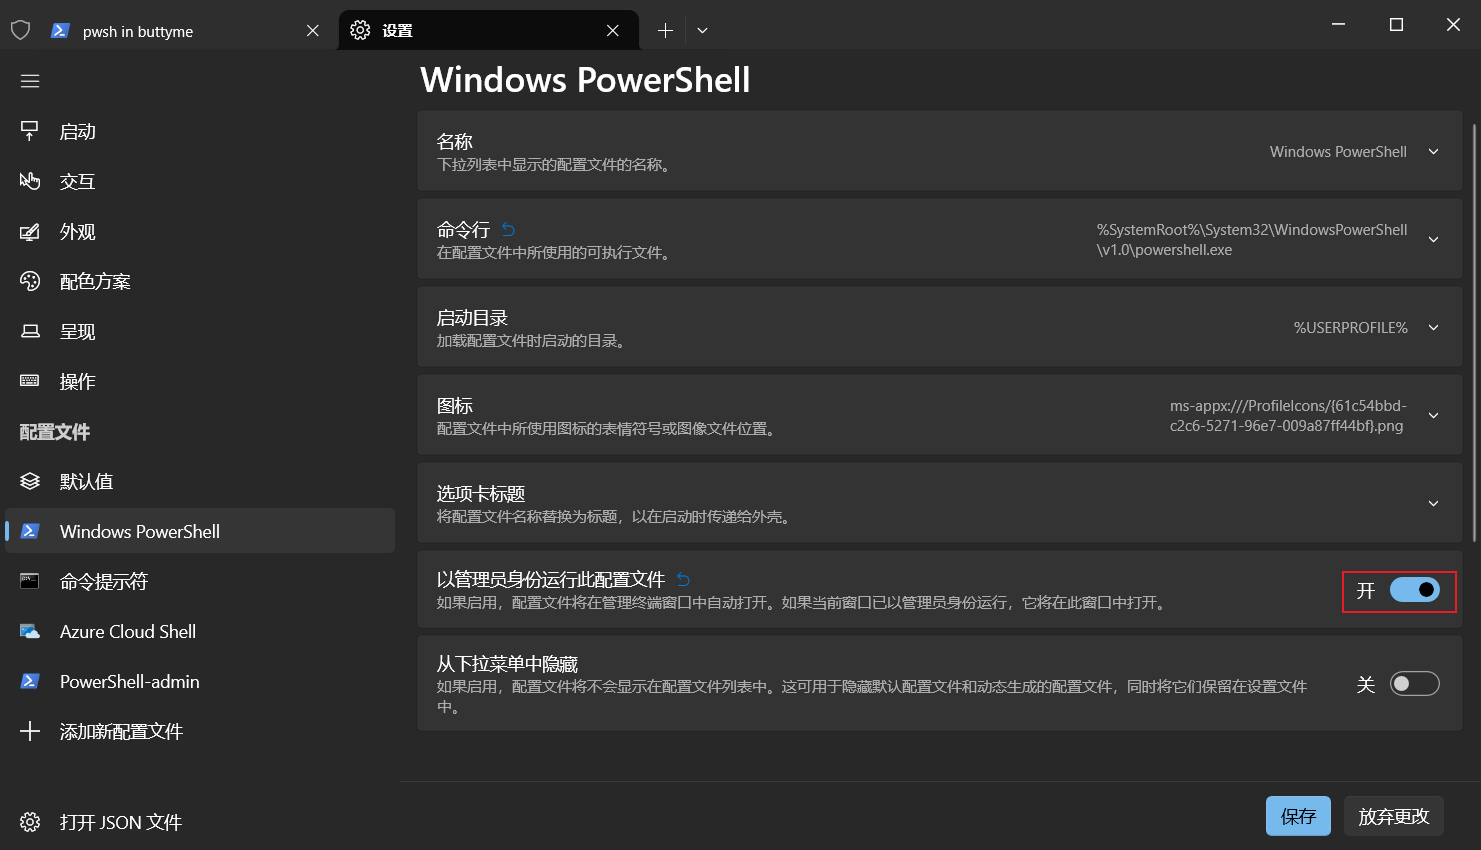 pwsh in buttyme
设置
启动
交互
外观
配色方案
呈现
操作
配置文件
默认值
Windows PowerShell
命令提示符
Azure Cloud Shell
PowerShell-admin
添加新配置文件
打开 JSON 文件
Windows PowerShell
名称
下拉列表中显示的配置文件的名称。
Windows PowerShell
命令行
在配置文件中所使用的可执行文件。
%SystemRoot%\System32\WindowsPowerShell
\v1.0\powershell.exe
启动目录
加载配置文件时启动的目录。
%USERPROFILE%
图标
配置文件中所使用图标的表情符号或图像文件位置。
ms-appx:///ProfileIcons/{61c54bbd-
c2c6-5271-96e7-009a87ff44bf}.png
选项卡标题
将配置文件名称替换为标题，以在启动时传递给外壳。
以管理员身份运行此配置文件
如果启用，配置文件将在管理终端窗口中自动打开。如果当前窗口已以管理员身份运行，它将在此窗口中打开。
开
从下拉菜单中隐藏
如果启用，配置文件将不会显示在配置文件列表中。这可用于隐藏默认配置文件和动态生成的配置文件，同时将它们保留在设置文件
中。
关
保存
放弃更改